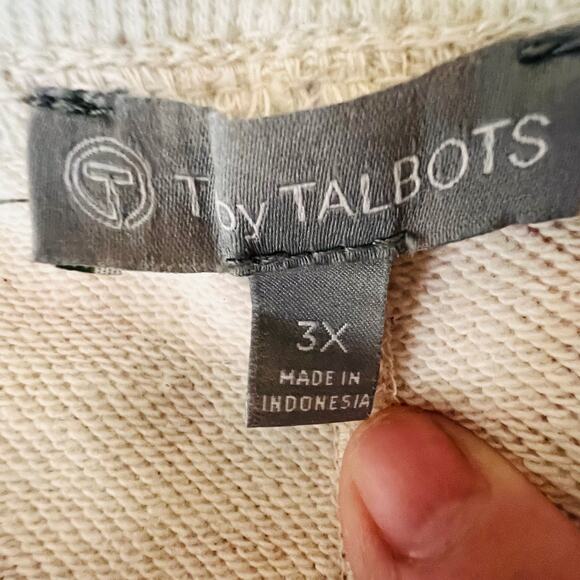 T by TALBOTS
3X
MADE IN
INDONESIA